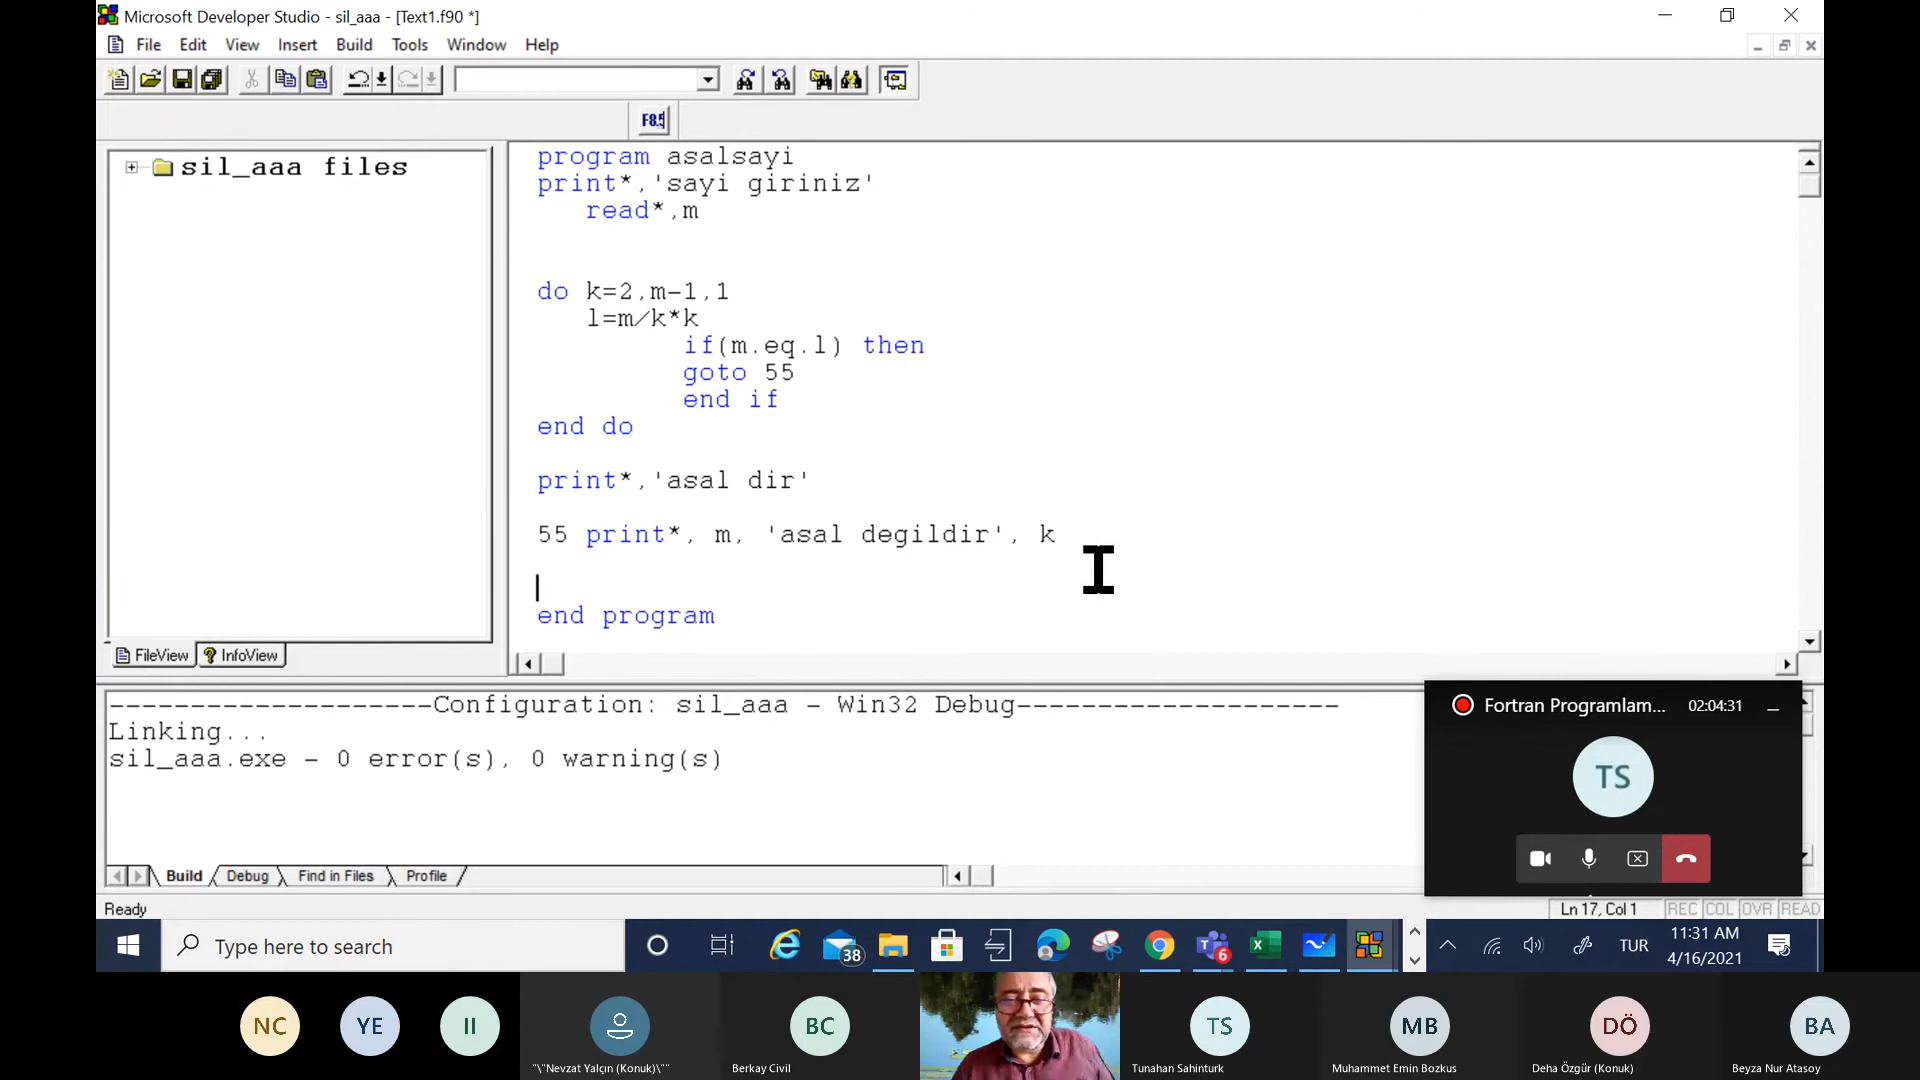 Microsoft Developer Studio - sil_aaa - [Text1.f90 *]
File Edit View Insert Build Tools Window Help
F8.5
sil_aaa files
program asalsayi
print*,'sayi giriniz'
read*,m
do k=2,m-1,1
l=m/k*k
if(m.eq.l) then
goto 55
end if
end do
print*,'asal dir'
55 print*, m, 'asal degildir', k
end program
FileView InfoView
--------------------Configuration: sil_aaa - Win32 Debug--------------------
Linking...
sil_aaa.exe - 0 error(s), 0 warning(s)
Fortran Programlam... 02:04:31
TS
Build Debug Find in Files Profile
Ready
Ln 17, Col 1 REC COL OVR READ
Type here to search
38
6
TUR
11:31 AM
4/16/2021
NC YE II BC TS MB DÖ BA
"\"Nevzat Yalçın (Konuk)\"" Berkay Civil Tunahan Sahinturk Muhammet Emin Bozkus Deha Özgür (Konuk) Beyza Nur Atasoy